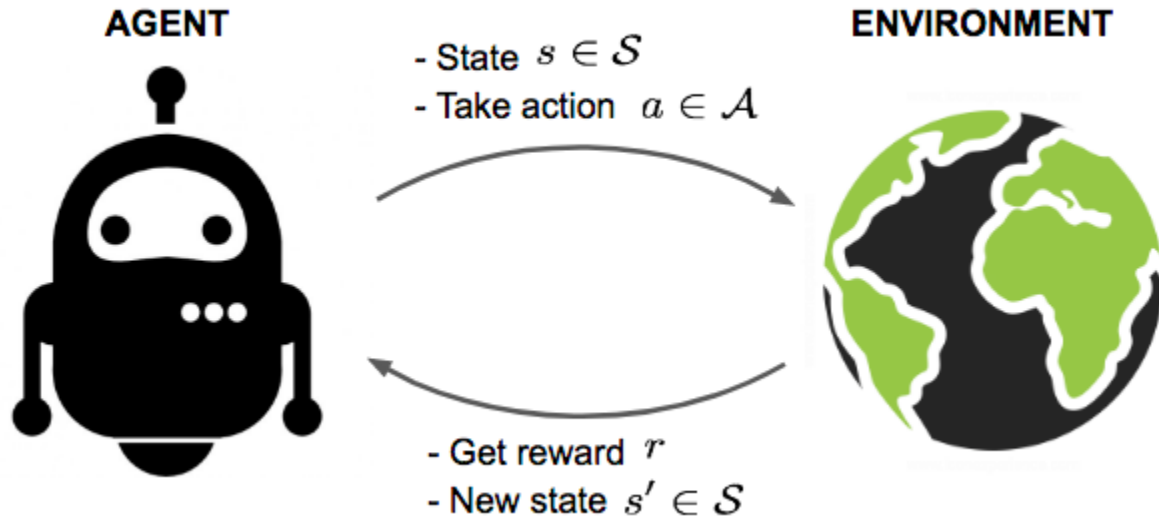 AGENT
ENVIRONMENT
- State s ∈ 𝒮
- Take action a ∈ 𝒜
- Get reward r
- New state s′ ∈ 𝒮